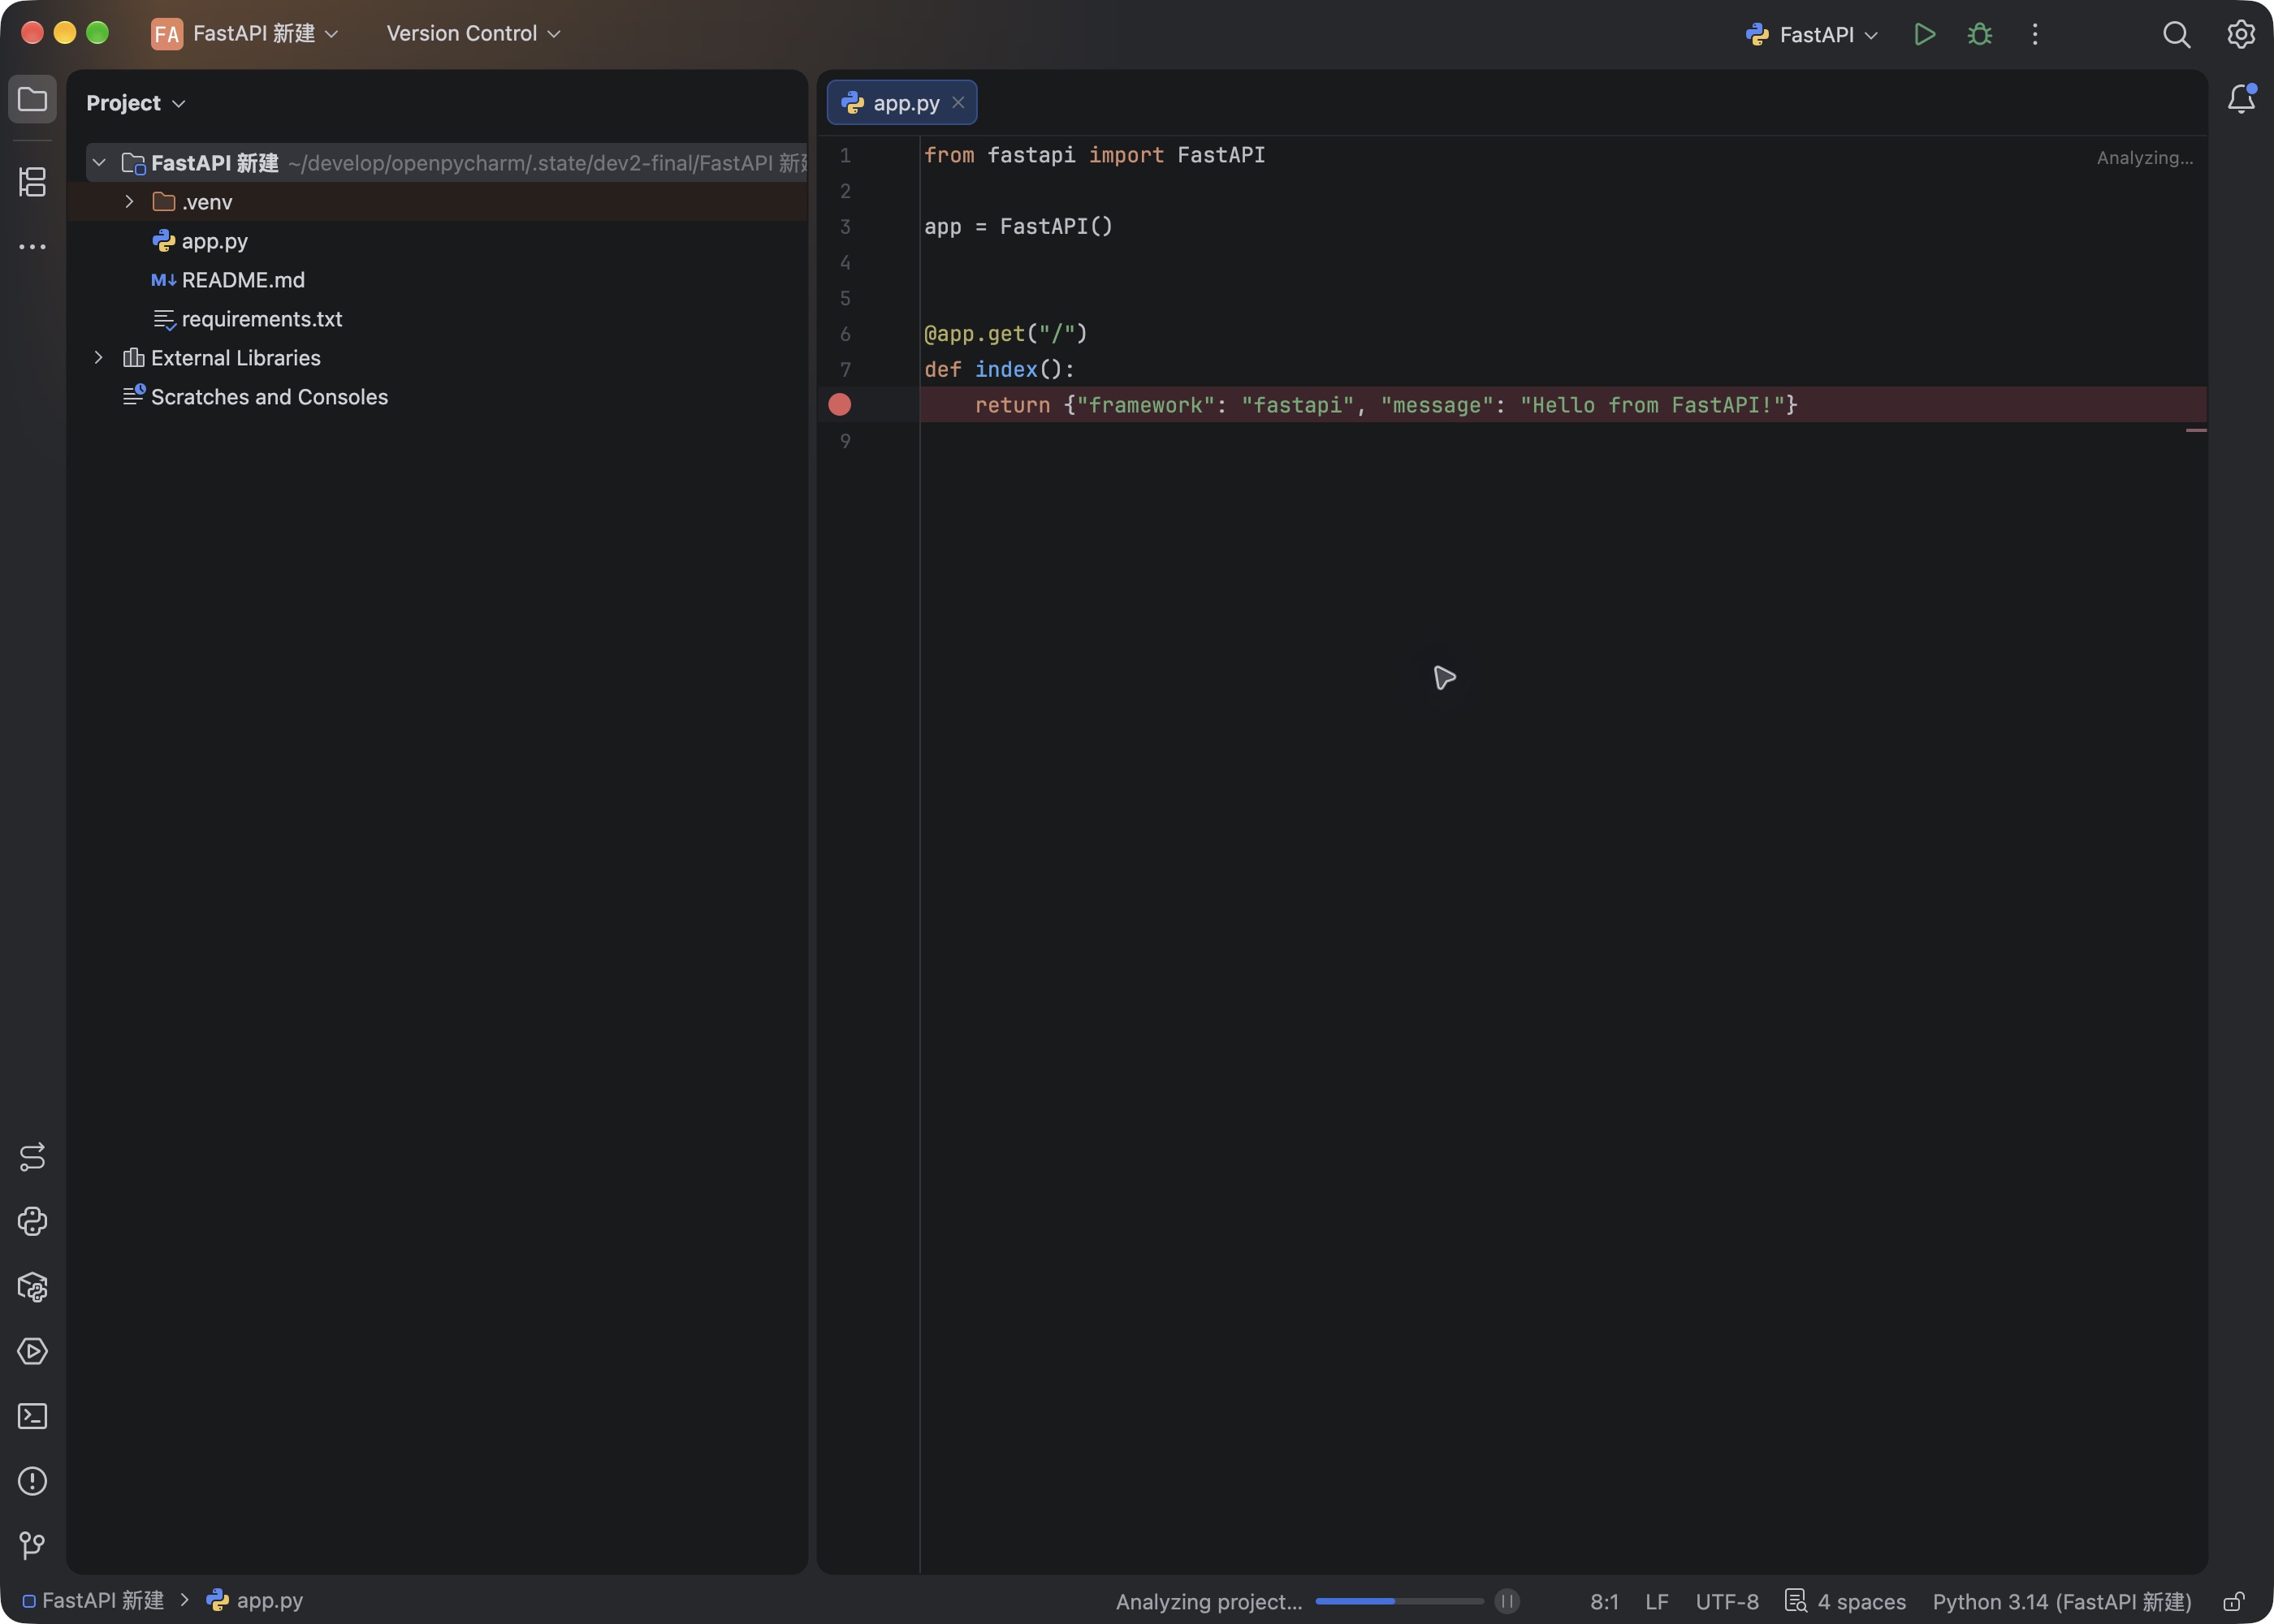 FA FastAPI 新建 Version Control FastAPI
Project
app.py
FastAPI 新建 ~/develop/openpycharm/.state/dev2-final/FastAPI 新
.venv
app.py
M↓ README.md
requirements.txt
External Libraries
Scratches and Consoles
1 from fastapi import FastAPI
Analyzing...
2
3 app = FastAPI()
4
5
6 @app.get("/")
7 def index():
    return {"framework": "fastapi", "message": "Hello from FastAPI!"}
9
FastAPI 新建 app.py Analyzing project... 8:1 LF UTF-8 4 spaces Python 3.14 (FastAPI 新建)